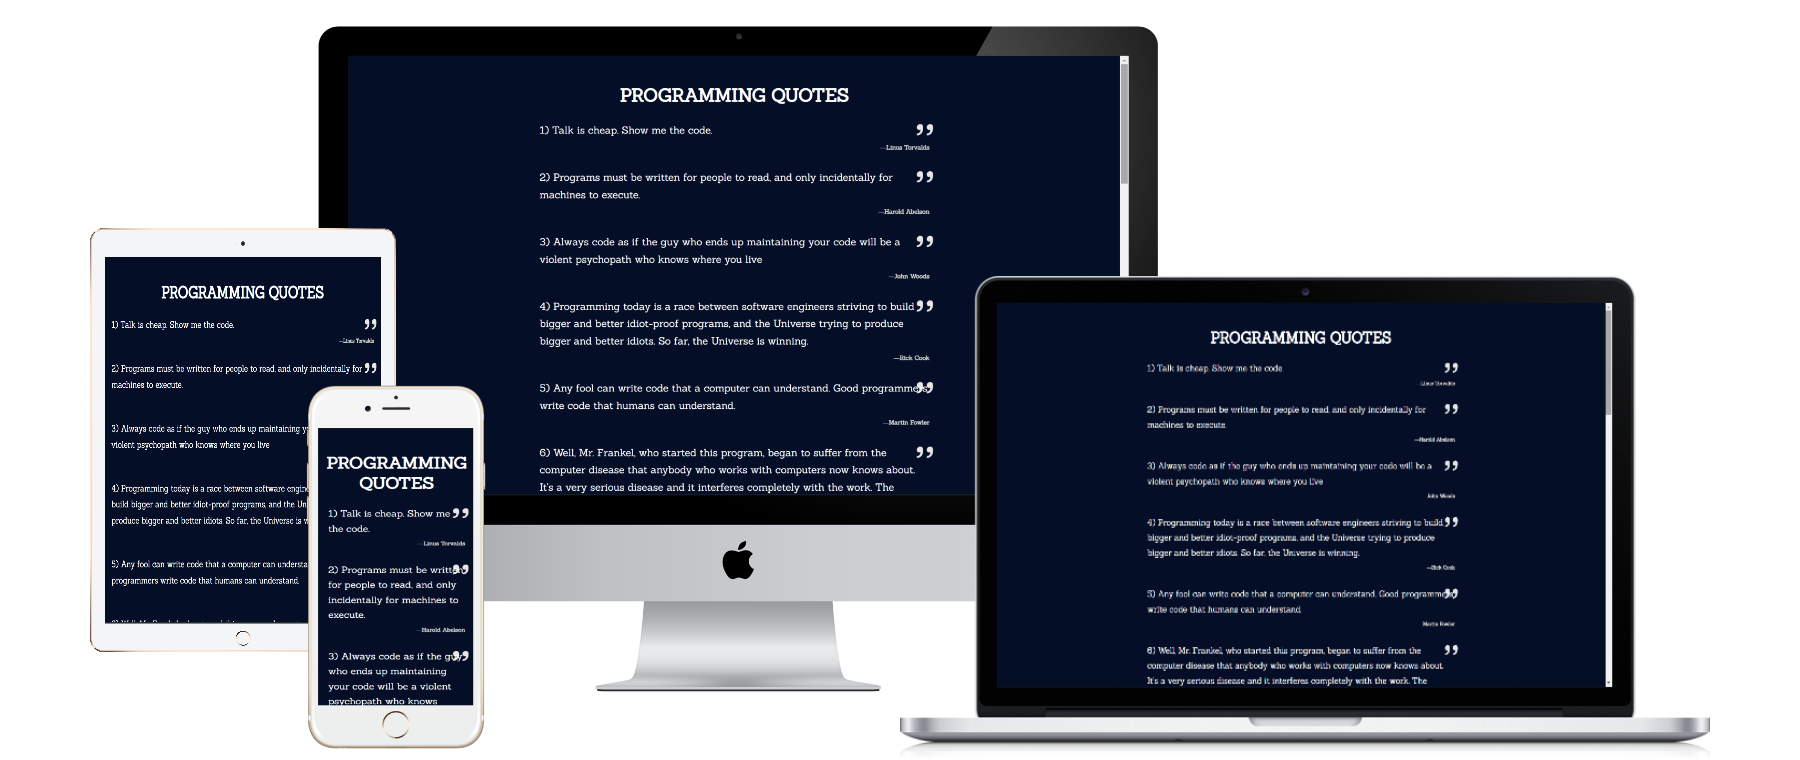 PROGRAMMING QUOTES
1) Talk is cheap. Show me the code.
”
—Linus Torvalds
2) Programs must be written for people to read, and only incidentally for
”
machines to execute.
—Harold Abelson
3) Always code as if the guy who ends up maintaining your code will be a
”
violent psychopath who knows where you live
—John Woods
4) Programming today is a race between software engineers striving to build
”
bigger and better idiot-proof programs, and the Universe trying to produce
bigger and better idiots. So far, the Universe is winning.
—Rick Cook
5) Any fool can write code that a computer can understand. Good programmers
”
write code that humans can understand.
—Martin Fowler
6) Well, Mr. Frankel, who started this program, began to suffer from the
”
computer disease that anybody who works with computers now knows about.
It's a very serious disease and it interferes completely with the work. The
PROGRAMMING QUOTES
1) Talk is cheap. Show me the code.
”
—Linus Torvalds
2) Programs must be written for people to read, and only incidentally for
”
machines to execute.
3) Always code as if the guy who ends up maintaining
violent psychopath who knows where you live
4) Programming today is a race between software
build bigger and better idiot-proof programs, and the
produce bigger and better idiots. So far, the Universe is
5) Any fool can write code that a computer can
programmers write code that humans can understand.
PROGRAMMING
QUOTES
1) Talk is cheap. Show me
”
the code.
—Linus Torvalds
2) Programs must be written
”
for people to read, and only
incidentally for machines to
execute.
—Harold Abelson
3) Always code as if the guy
”
who ends up maintaining
your code will be a violent
psychopath who knows
PROGRAMMING QUOTES
1) Talk is cheap. Show me the code.
”
—Linus Torvalds
2) Programs must be written for people to read, and only incidentally for
”
machines to execute.
—Harold Abelson
3) Always code as if the guy who ends up maintaining your code will be a
”
violent psychopath who knows where you live
John Woods
4) Programming today is a race between software engineers striving to build
”
bigger and better idiot-proof programs, and the Universe trying to produce
bigger and better idiots. So far, the Universe is winning.
—Rick Cook
5) Any fool can write code that a computer can understand. Good programmers
”
write code that humans can understand.
Martin Fowler
6) Well, Mr. Frankel, who started this program, began to suffer from the
”
computer disease that anybody who works with computers now knows about.
It's a very serious disease and it interferes completely with the work. The